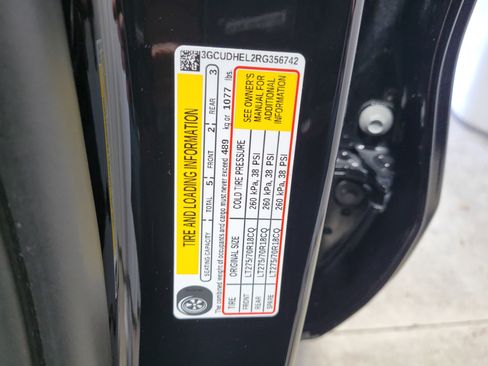 3GCUDHEL2RG356742
TIRE AND LOADING INFORMATION
SEATING CAPACITY TOTAL 5 FRONT 2 REAR 3
The combined weight of occupants and cargo must never exceed 489 kg or 1077 lbs.
TIRE ORIGINAL SIZE COLD TIRE PRESSURE
FRONT LT275/70R18CQ 260 kPa, 38 PSI
REAR LT275/70R18CQ 260 kPa, 38 PSI
SPARE LT275/70R18CQ 260 kPa, 38 PSI
SEE OWNER'S
MANUAL FOR
ADDITIONAL
INFORMATION